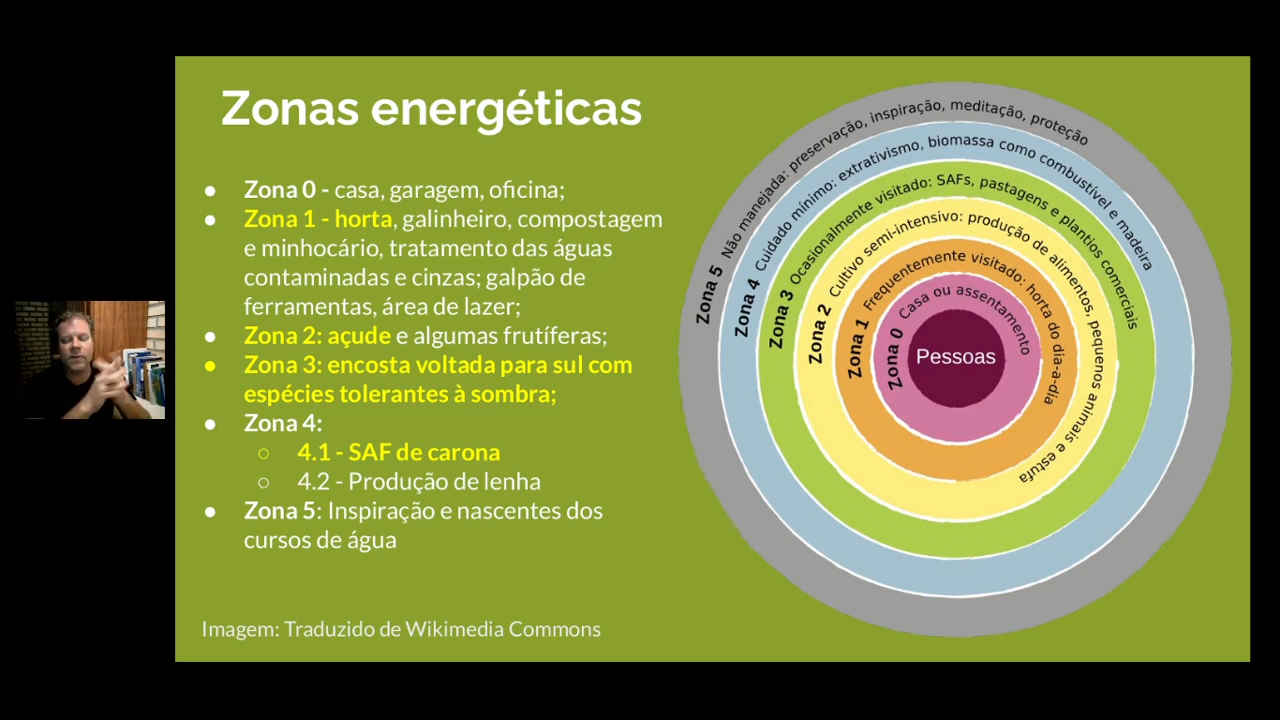 Zonas energéticas
● Zona 0 - casa, garagem, oficina;
● Zona 1 - horta, galinheiro, compostagem
e minhocário, tratamento das águas
contaminadas e cinzas; galpão de
ferramentas, área de lazer;
● Zona 2: açude e algumas frutíferas;
● Zona 3: encosta voltada para sul com
espécies tolerantes à sombra;
● Zona 4:
○ 4.1 - SAF de carona
○ 4.2 - Produção de lenha
● Zona 5: Inspiração e nascentes dos
cursos de água
Imagem: Traduzido de Wikimedia Commons
Zona 5 Não manejada: preservação, inspiração, meditação, proteção
Zona 4 Cuidado mínimo: extrativismo, biomassa como combustível e madeira
Zona 3 Ocasionalmente visitado: SAFs, pastagens e plantios comerciais
Zona 2 Cultivo semi-intensivo: produção de alimentos, pequenos animais e estufa
Zona 1 Frequentemente visitado: horta do dia-a-dia
Zona 0 Casa ou assentamento
Pessoas